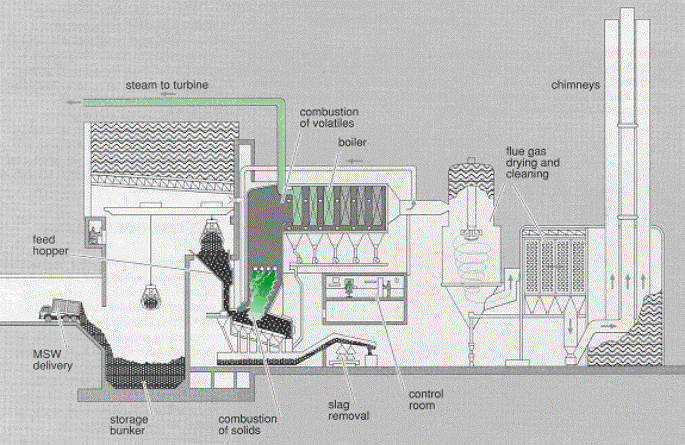 steam to turbine
combustion
of volatiles
boiler
chimneys
flue gas
drying and
cleaning
feed
hopper
MSW
delivery
storage
bunker
combustion
of solids
slag
removal
control
room